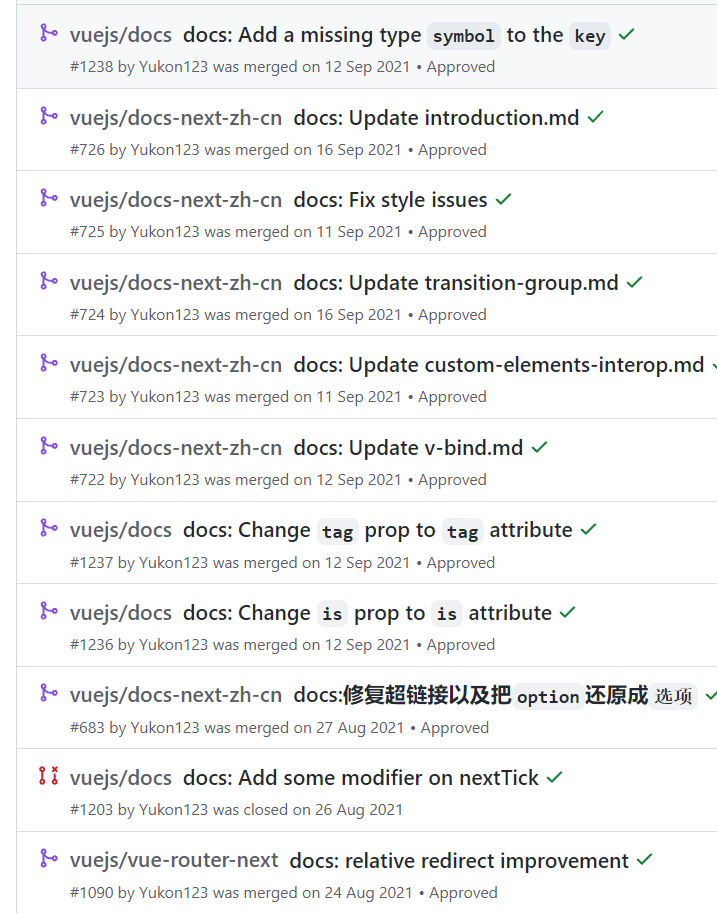 vuejs/docs docs: Add a missing type symbol to the key
#1238 by Yukon123 was merged on 12 Sep 2021 • Approved
vuejs/docs-next-zh-cn docs: Update introduction.md
#726 by Yukon123 was merged on 16 Sep 2021 • Approved
vuejs/docs-next-zh-cn docs: Fix style issues
#725 by Yukon123 was merged on 11 Sep 2021 • Approved
vuejs/docs-next-zh-cn docs: Update transition-group.md
#724 by Yukon123 was merged on 16 Sep 2021 • Approved
vuejs/docs-next-zh-cn docs: Update custom-elements-interop.md
#723 by Yukon123 was merged on 11 Sep 2021 • Approved
vuejs/docs-next-zh-cn docs: Update v-bind.md
#722 by Yukon123 was merged on 12 Sep 2021 • Approved
vuejs/docs docs: Change tag prop to tag attribute
#1237 by Yukon123 was merged on 12 Sep 2021 • Approved
vuejs/docs docs: Change is prop to is attribute
#1236 by Yukon123 was merged on 12 Sep 2021 • Approved
vuejs/docs-next-zh-cn docs:修复超链接以及把option还原成选项
#683 by Yukon123 was merged on 27 Aug 2021 • Approved
vuejs/docs docs: Add some modifier on nextTick
#1203 by Yukon123 was closed on 26 Aug 2021
vuejs/vue-router-next docs: relative redirect improvement
#1090 by Yukon123 was merged on 24 Aug 2021 • Approved